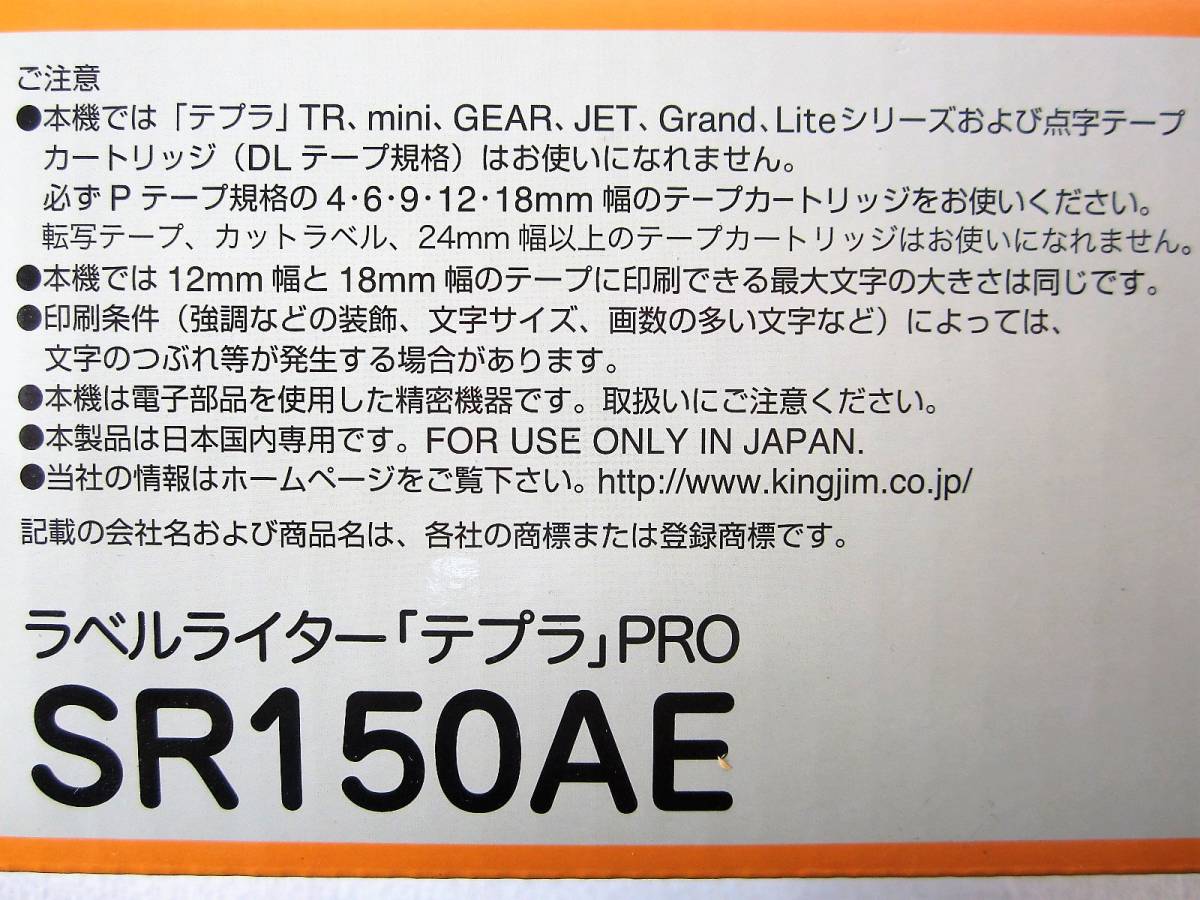 ご注意
●本機では「テプラ」TR、mini、GEAR、JET、Grand、Liteシリーズおよび点字テープ
カートリッジ（DLテープ規格）はお使いになれません。
必ずPテープ規格の4・6・9・12・18mm幅のテープカートリッジをお使いください。
転写テープ、カットラベル、24mm幅以上のテープカートリッジはお使いになれません。
●本機では12mm幅と18mm幅のテープに印刷できる最大文字の大きさは同じです。
●印刷条件（強調などの装飾、文字サイズ、画数の多い文字など）によっては、
文字のつぶれ等が発生する場合があります。
●本機は電子部品を使用した精密機器です。取扱いにご注意ください。
●本製品は日本国内専用です。FOR USE ONLY IN JAPAN.
●当社の情報はホームページをご覧下さい。http://www.kingjim.co.jp/
記載の会社名および商品名は、各社の商標または登録商標です。
ラベルライター「テプラ」PRO
SR150AE